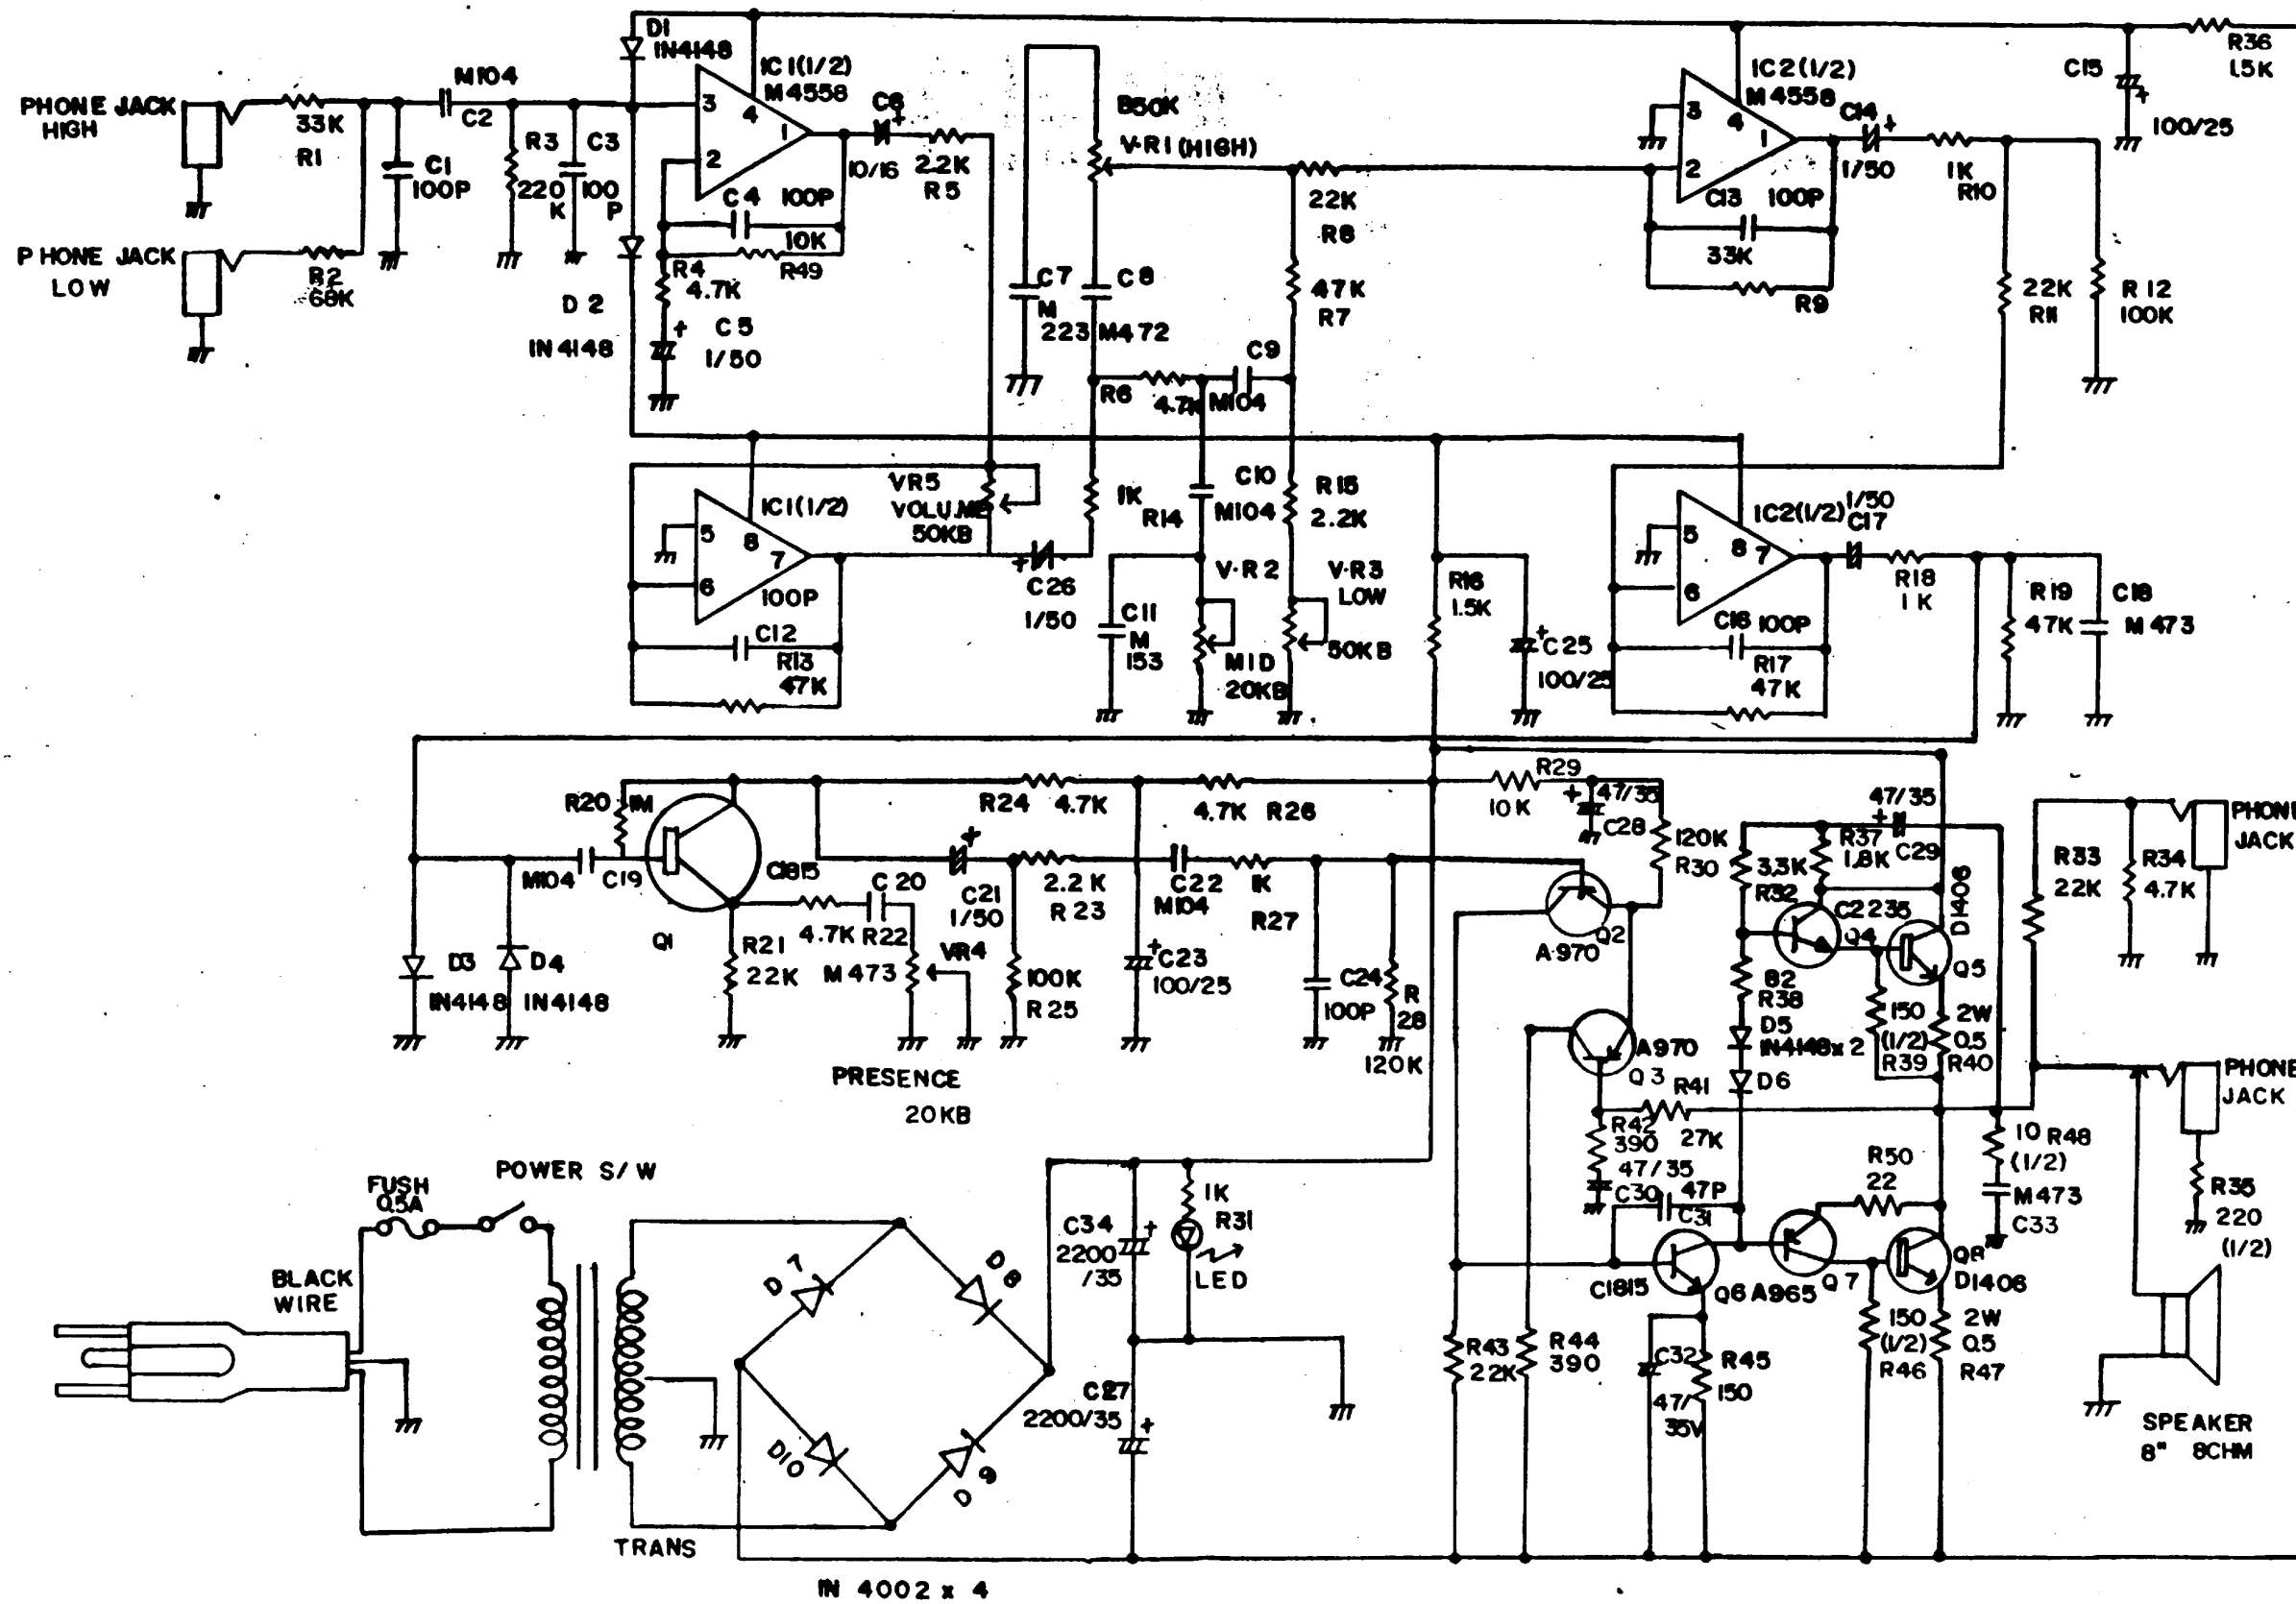 D1
IN4148
IC1(1/2)
M4558
M104
C2
PHONE JACK
HIGH
33K
R1
C1
100P
R3
220
K
C3
100
P
3
4
1
2
C6
+
10/16
2.2K
R5
C4
100P
10K
R49
R4
4.7K
+
C5
1/50
D2
IN4148
PHONE JACK
LOW
R2
68K
B50K
V·R1 (HIGH)
C7
M
223
C8
M472
22K
R8
47K
R7
C9
M104
R6
4.7K
IC2(1/2)
M4558
3
4
1
2
C14
+
1/50
C13
100P
33K
R9
1K
R10
22K
R11
R12
100K
C15
+
100/25
R36
1.5K
IC1(1/2)
5
8
7
6
100P
C12
R13
47K
VR5
VOLUME
50KB
+
C26
1/50
1K
R14
C10
M104
R15
2.2K
C11
M
153
V·R2
MID
20KB
V·R3
LOW
50KB
R16
1.5K
+
C25
100/25
IC2(1/2)
5
8
7
6
1/50
C17
C16
100P
R17
47K
R18
1K
R19
47K
C18
M473
R20
1M
M104
C19
C1815
Q1
R21
22K
D3
IN4148
D4
IN4148
4.7K
R22
C20
M473
VR4
PRESENCE
20KB
R24
4.7K
4.7K
R26
+
C21
1/50
2.2K
R23
100K
R25
C22
M104
1K
R27
+
C23
100/25
C24
100P
R
28
120K
R29
10K
+
47/35
C28
120K
R30
A·970
Q2
A970
Q3
3.3K
R32
R37
1.8K
47/35
+
C29
C2235
Q4
D1406
Q5
82
R38
D5
IN4148x2
D6
150
(1/2)
R39
2W
0.5
R40
R33
22K
R34
4.7K
PHONE
JACK
PHONE
JACK
R41
27K
R42
390
47/35
C30
47P
C31
R50
22
10
R48
(1/2)
M473
C33
R35
220
(1/2)
C1815
Q6
A965
Q7
Q8
D1406
R43
22K
R44
390
C32
47/
35V
R45
150
150
(1/2)
R46
2W
0.5
R47
SPEAKER
8" 8CHM
FUSH
0.5A
POWER S/W
BLACK
WIRE
TRANS
D7
D8
D10
D9
IN 4002 x 4
C34
2200
/35
+
1K
R31
LED
C27
2200/35
+